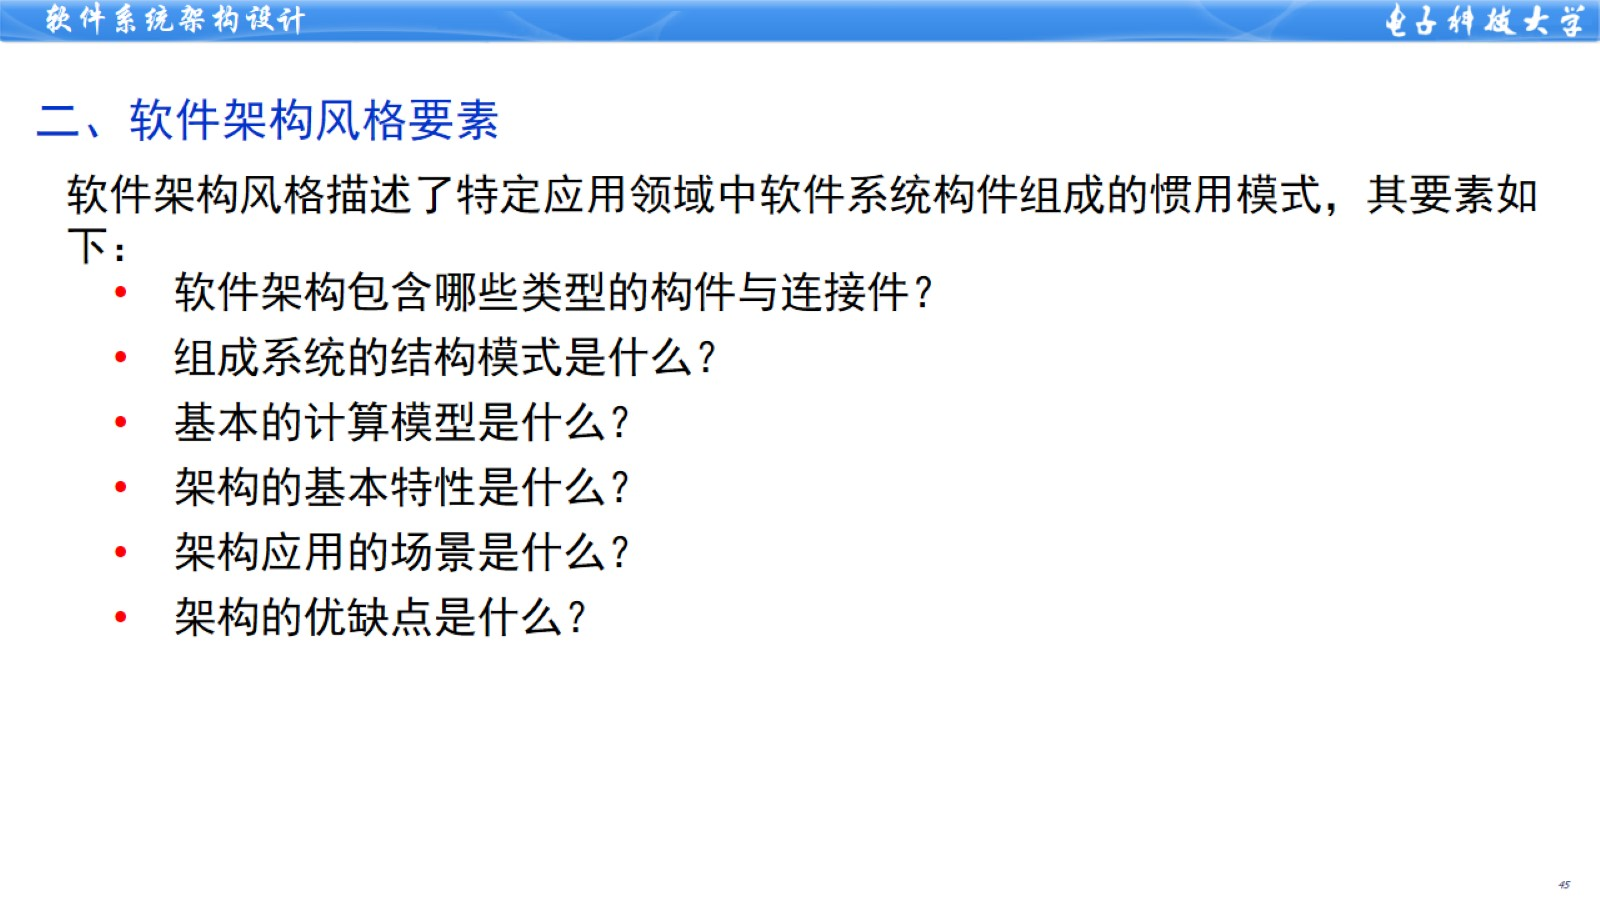 软件系统架构设计
电子科技大学
二、软件架构风格要素
软件架构风格描述了特定应用领域中软件系统构件组成的惯用模式，其要素如
下：
• 软件架构包含哪些类型的构件与连接件？
• 组成系统的结构模式是什么？
• 基本的计算模型是什么？
• 架构的基本特性是什么？
• 架构应用的场景是什么？
• 架构的优缺点是什么？
45